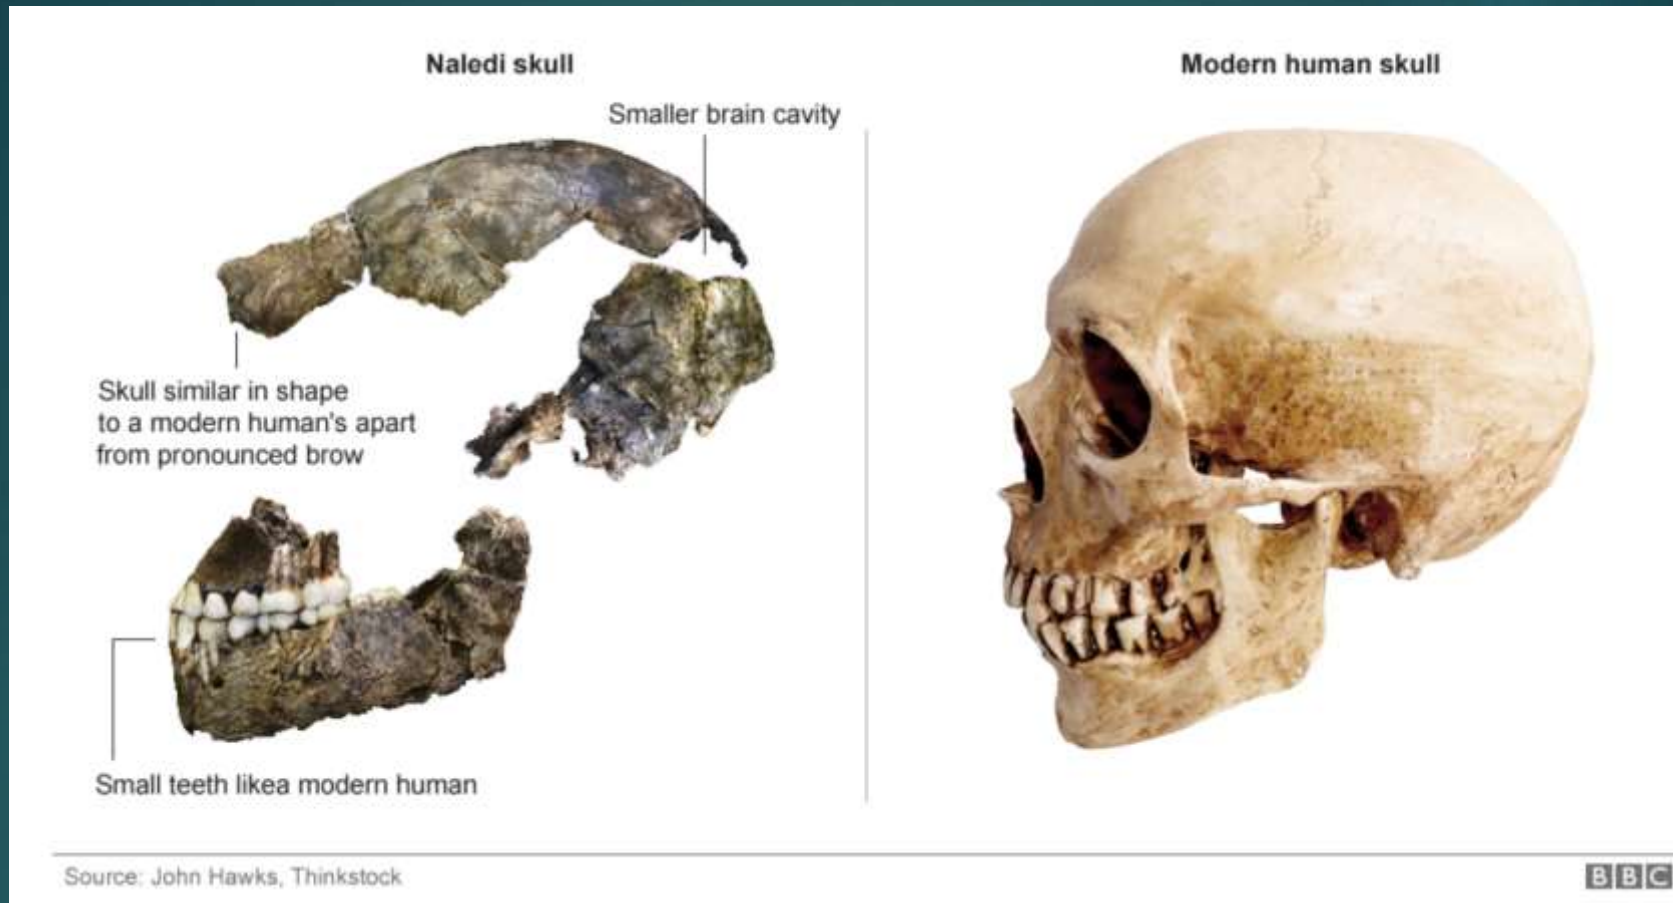 Naledi skull
Smaller brain cavity
Skull similar in shape
to a modern human's apart
from pronounced brow
Small teeth likea modern human
Modern human skull
Source: John Hawks, Thinkstock
BBC